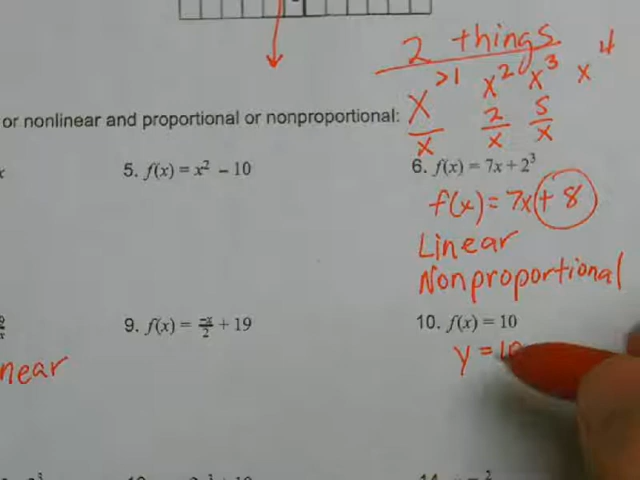 2 things
x^>1 x^2 x^3 x^4
/x 2/x 5/x
or nonlinear and proportional or nonproportional:
x
5. f(x) = x² − 10
6. f(x) = 7x + 2³
f(x) = 7x + 8
Linear
Nonproportional
9. f(x) = -x/2 + 19
10. f(x) = 10
near
y = 10